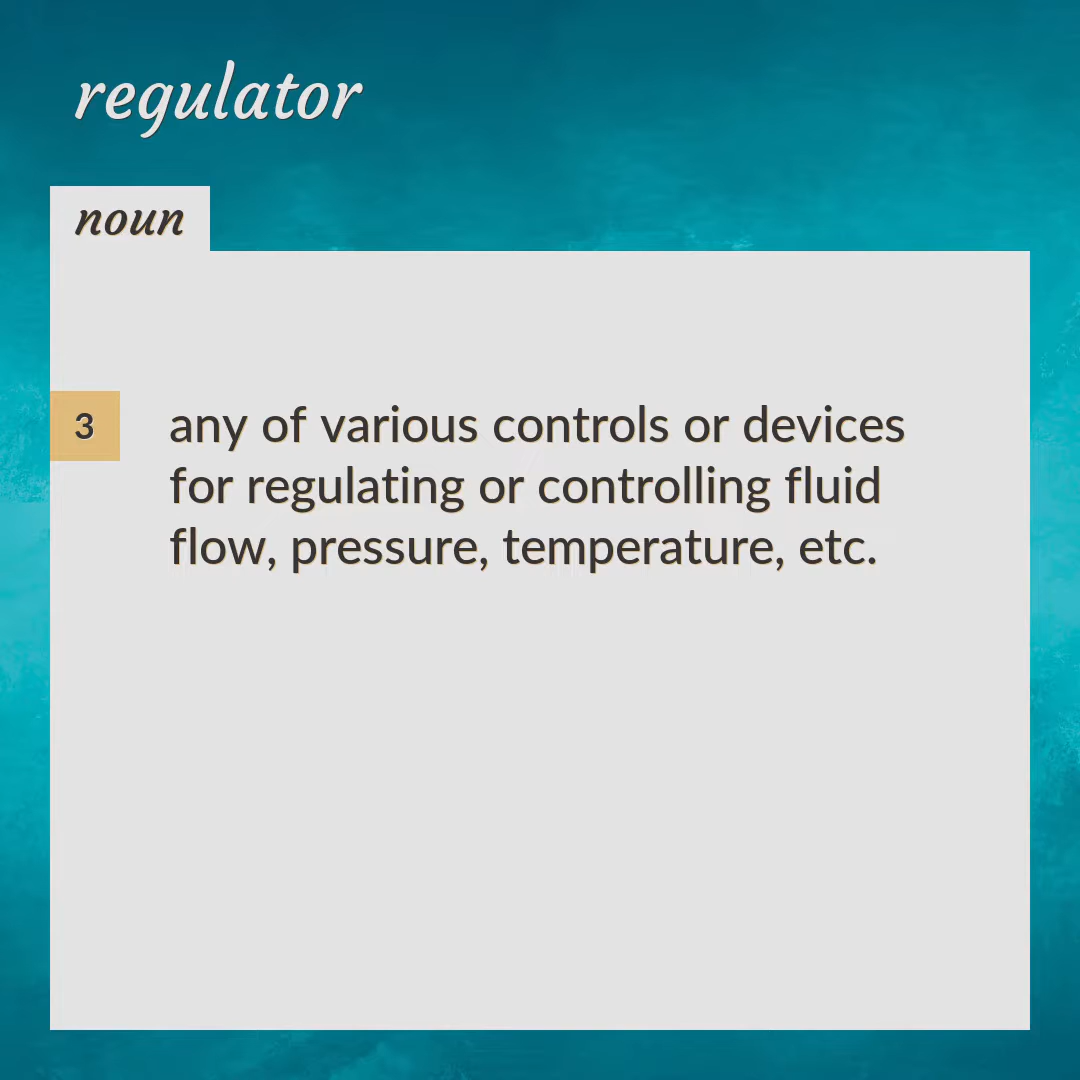 regulator
noun
3
any of various controls or devices
for regulating or controlling fluid
flow, pressure, temperature, etc.